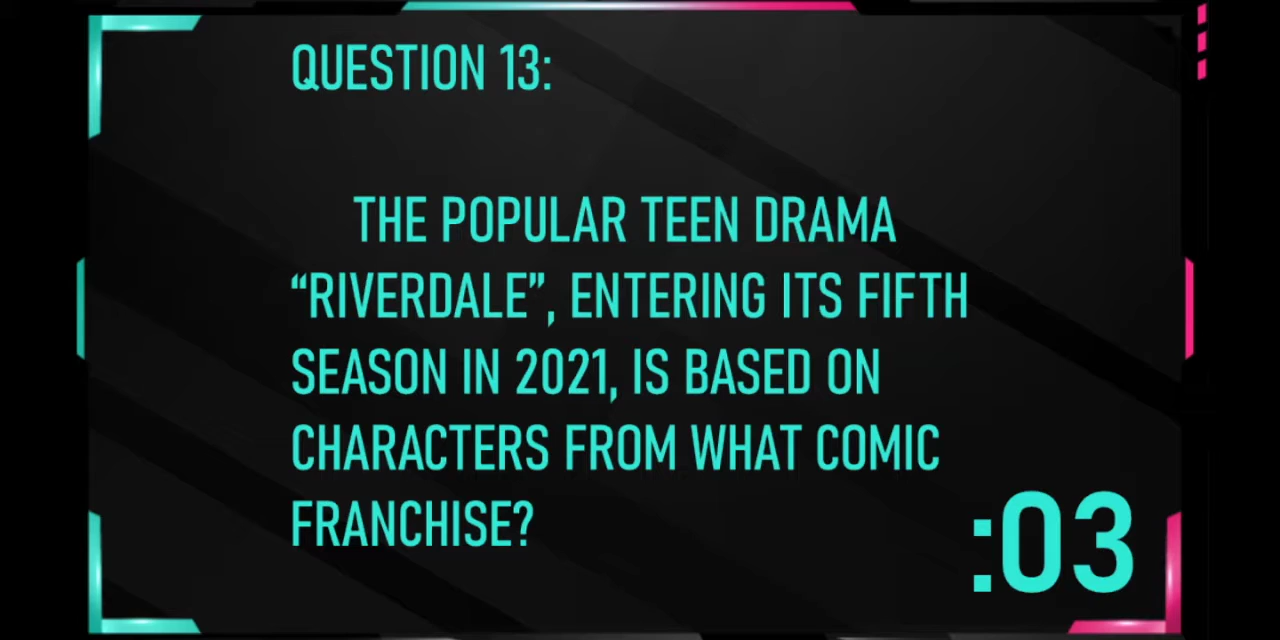 QUESTION 13:
THE POPULAR TEEN DRAMA
“RIVERDALE”, ENTERING ITS FIFTH
SEASON IN 2021, IS BASED ON
CHARACTERS FROM WHAT COMIC
FRANCHISE?
:03